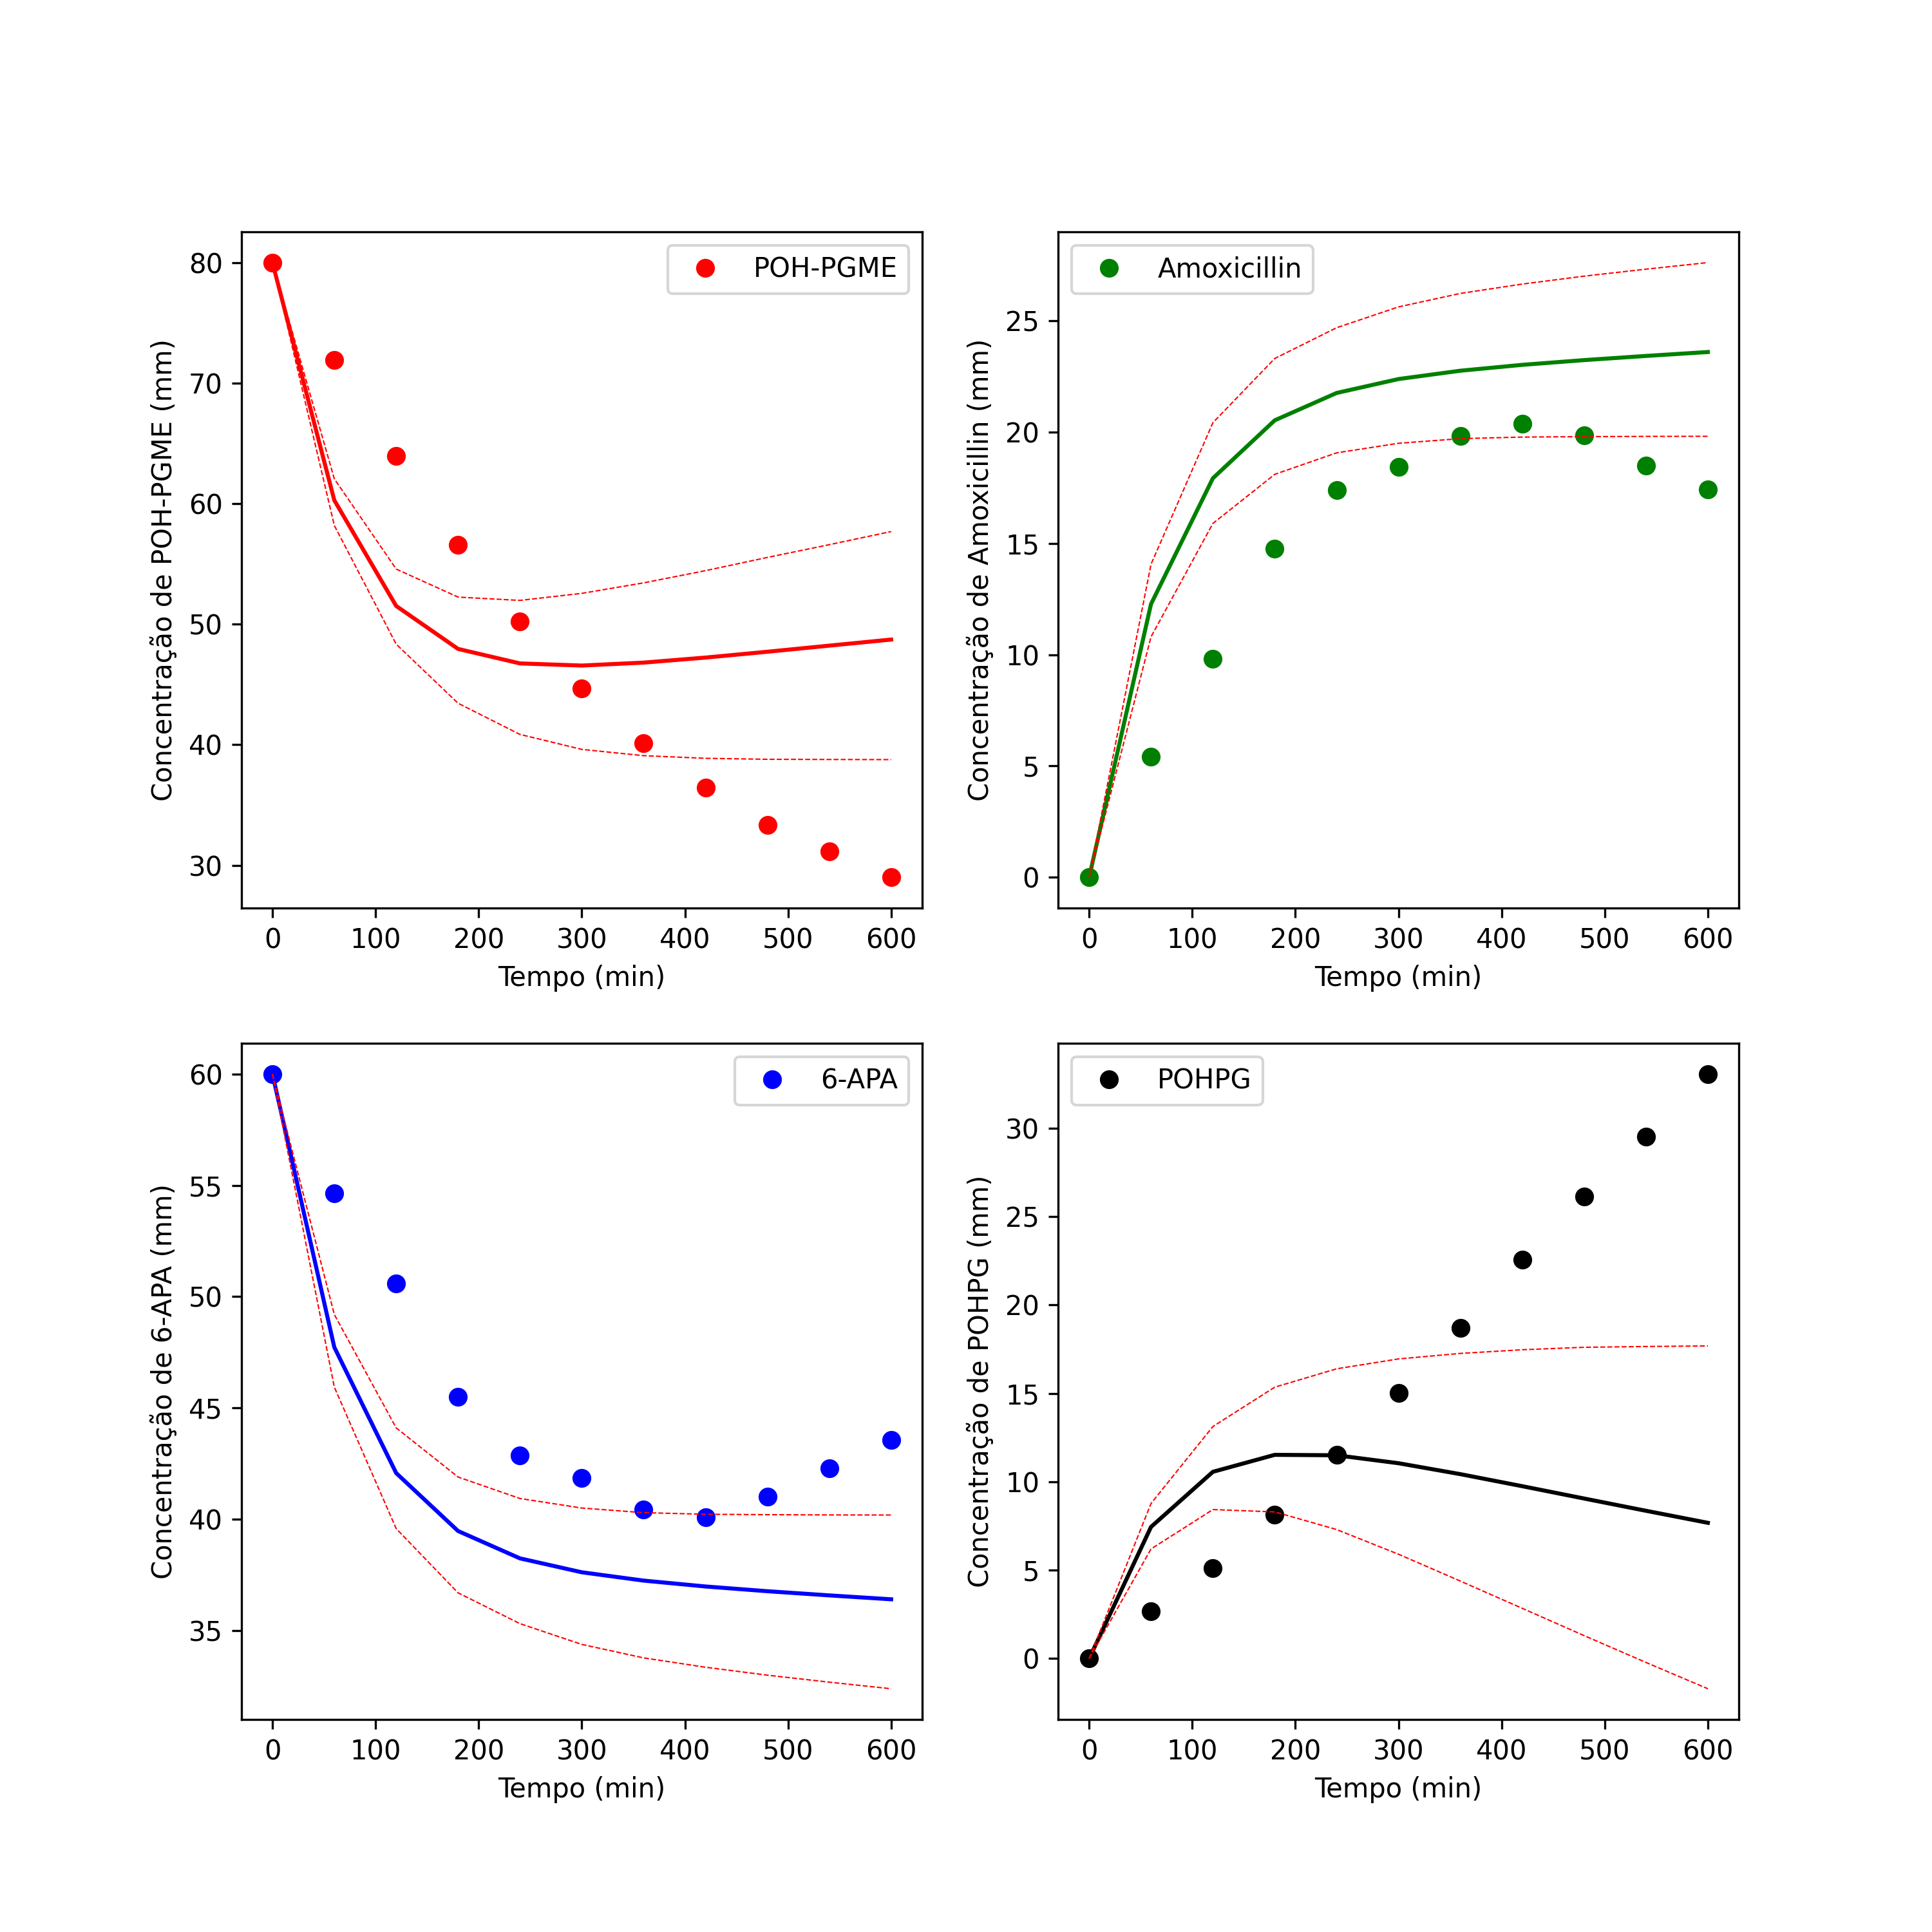 POH-PGME
Concentração de POH-PGME (mm)
80
70
60
50
40
30
0 100 200 300 400 500 600
Tempo (min)
Amoxicillin
Concentração de Amoxicillin (mm)
25
20
15
10
5
0
0 100 200 300 400 500 600
Tempo (min)
6-APA
Concentração de 6-APA (mm)
60
55
50
45
40
35
0 100 200 300 400 500 600
Tempo (min)
POHPG
Concentração de POHPG (mm)
30
25
20
15
10
5
0
0 100 200 300 400 500 600
Tempo (min)